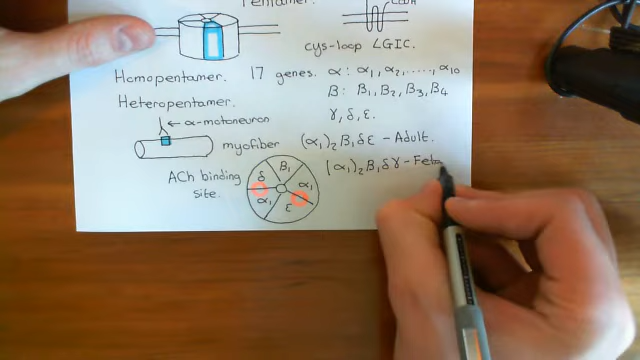 Pentamer.
COOH
cys-loop LGIC.
Homopentamer. 17 genes. α: α₁, α₂, ....., α₁₀
Heteropentamer. β: β₁, β₂, β₃, β₄
γ, δ, ε.
α-motoneuron
myofiber (α₁)₂ β₁ δ ε – Adult.
(α₁)₂ β₁ δ γ – Feta
ACh binding site.
β₁
δ
α₁
α₁
ε